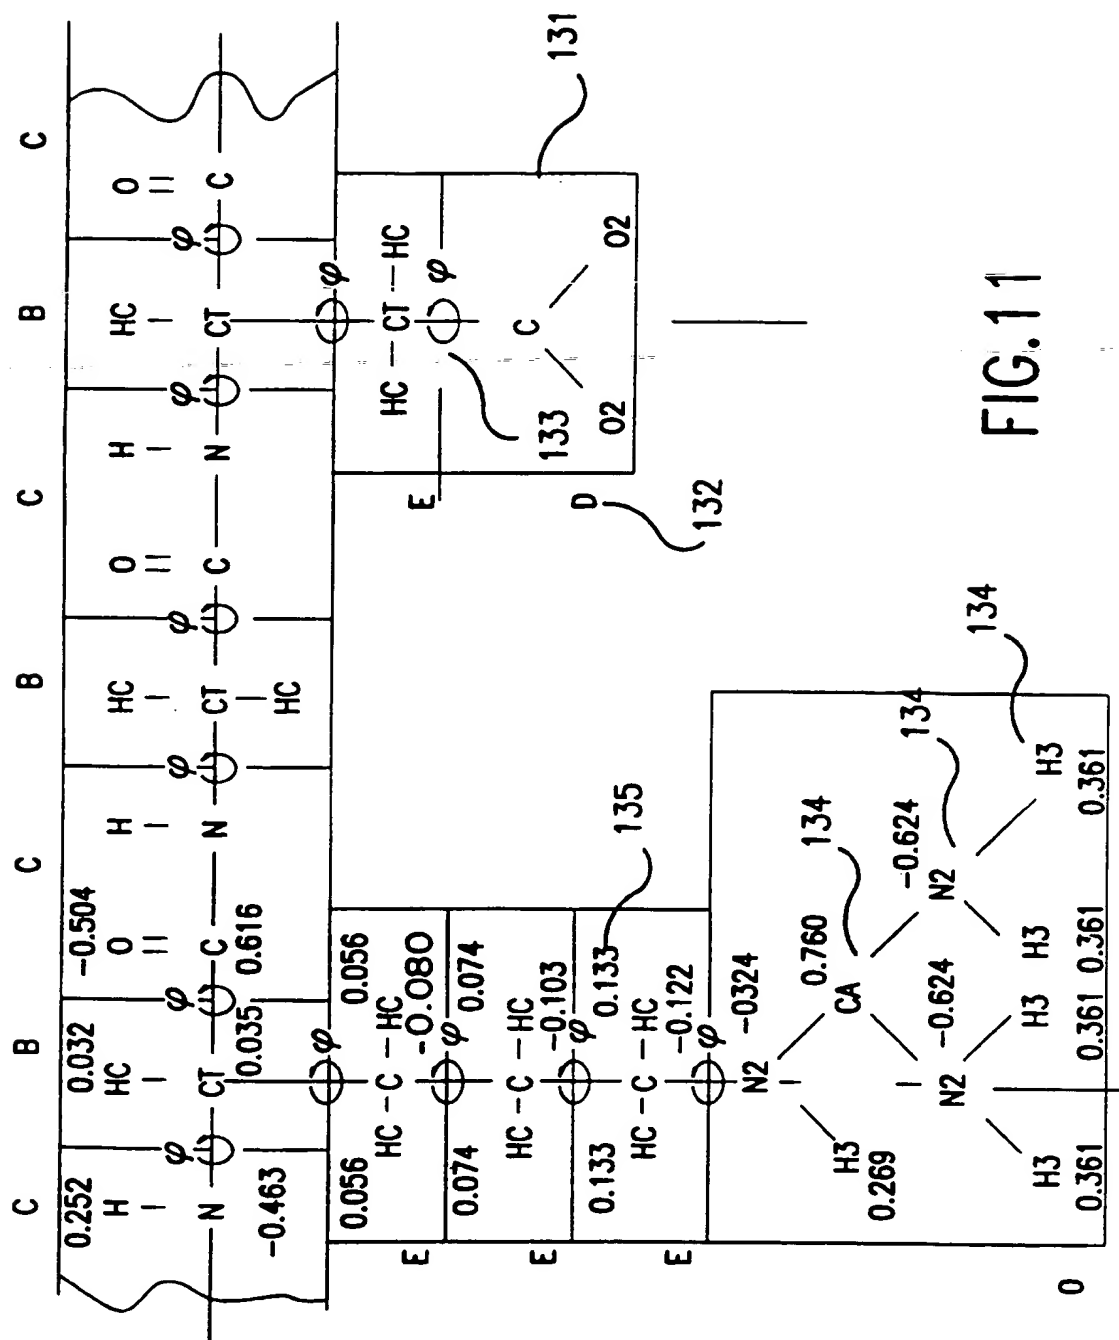 C B C B C B C
0.252 0.032 -0.504
H HC O H HC O H HC O
φ φ φ φ φ φ
N CT C N CT C N CT C
-0.463 0.035 0.616
HC
φ φ
0.056 0.056
HC-C-HC HC-CT-HC
E -0.080 E
φ φ
0.074 0.074
HC-C-HC C
133
131
E -0.103
φ
D O2 O2
0.133 0.133
135
HC-C-HC
E -0.122
132
φ
N2 -0324
0.760
H3 CA
134
0.269
-0.624 -0.624
134
N2 N2
134
H3 H3 H3 H3
0.361 0.361 0.361 0.361
O
FIG.11